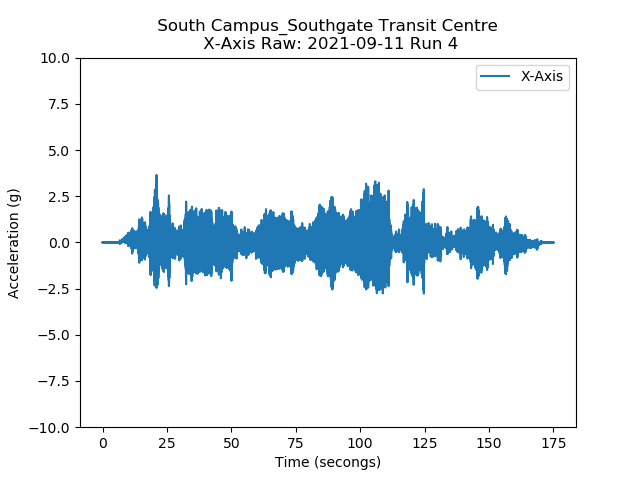 South Campus_Southgate Transit Centre
X-Axis Raw: 2021-09-11 Run 4
X-Axis
10.0
7.5
5.0
2.5
0.0
−2.5
−5.0
−7.5
−10.0
Acceleration (g)
0 25 50 75 100 125 150 175
Time (secongs)